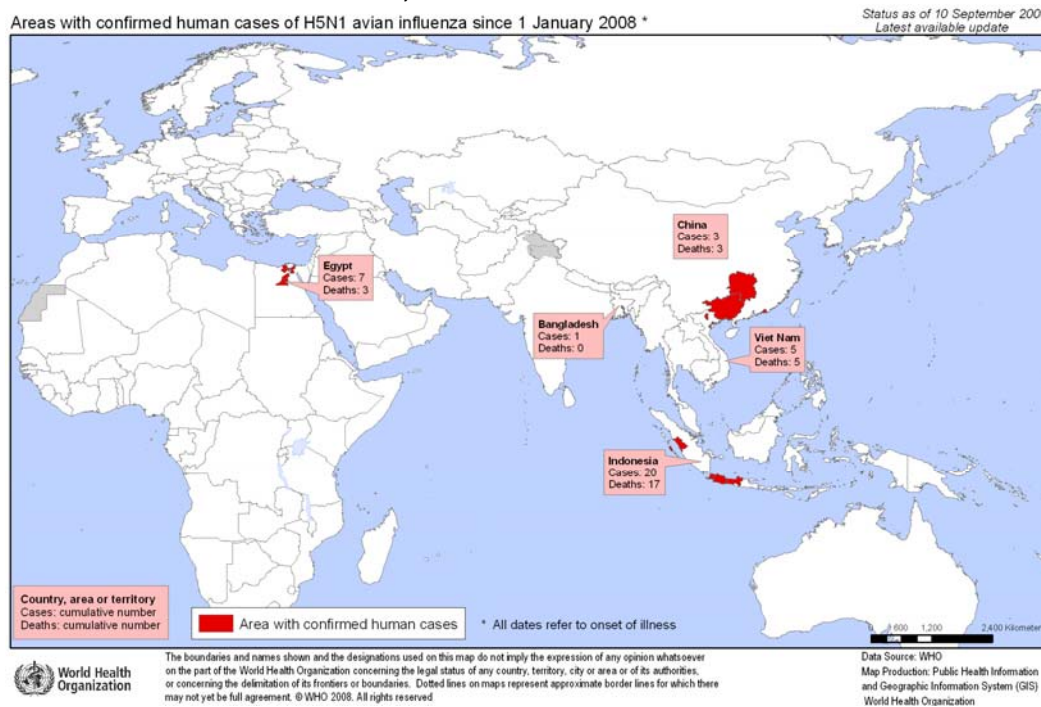 Areas with confirmed human cases of H5N1 avian influenza since 1 January 2008 *
Status as of 10 September 200
Latest available update
China
Cases: 3
Deaths: 3
Egypt
Cases: 7
Deaths: 3
Bangladesh
Cases: 1
Deaths: 0
Viet Nam
Cases: 5
Deaths: 5
Indonesia
Cases: 20
Deaths: 17
Country, area or territory
Cases: cumulative number
Deaths: cumulative number
Area with confirmed human cases
* All dates refer to onset of illness
0 600 1,200 2,400 Kilometer
World Health
Organization
The boundaries and names shown and the designations used on this map do not imply the expression of any opinion whatsoever
on the part of the World Health Organization concerning the legal status of any country, territory, city or area or of its authorities,
or concerning the delimitation of its frontiers or boundaries. Dotted lines on maps represent approximate border lines for which there
may not yet be full agreement. © WHO 2008. All rights reserved
Data Source: WHO
Map Production: Public Health Information
and Geographic Information System (GIS)
World Health Organization